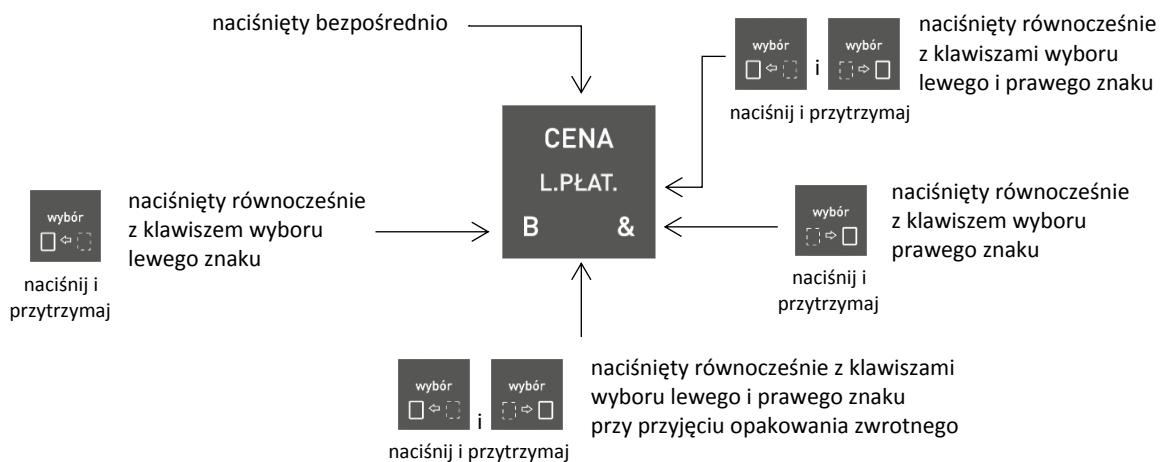 naciśnięty bezpośrednio
wybór
i
wybór
naciśnij i przytrzymaj
naciśnięty równocześnie
z klawiszami wyboru
lewego i prawego znaku
CENA
L.PŁAT.
B &
wybór
naciśnij i
przytrzymaj
naciśnięty równocześnie
z klawiszem wyboru
lewego znaku
wybór
naciśnij i
przytrzymaj
naciśnięty równocześnie
z klawiszem wyboru
prawego znaku
wybór
i
wybór
naciśnij i przytrzymaj
naciśnięty równocześnie z klawiszami
wyboru lewego i prawego znaku
przy przyjęciu opakowania zwrotnego